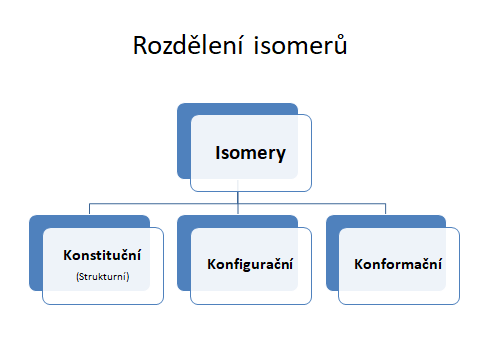 Rozdělení isomerů
Isomery
Konstituční
(Strukturní)
Konfigurační
Konformační